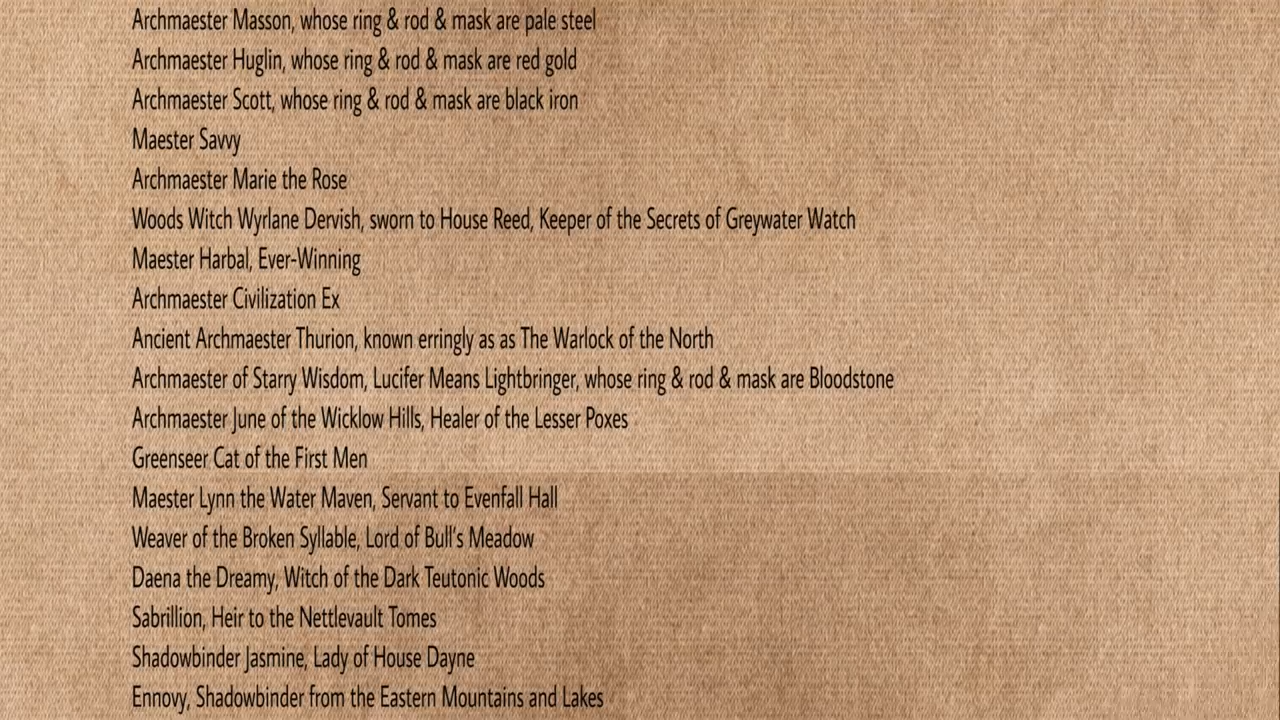 Archmaester Masson, whose ring & rod & mask are pale steel
Archmaester Huglin, whose ring & rod & mask are red gold
Archmaester Scott, whose ring & rod & mask are black iron
Maester Savvy
Archmaester Marie the Rose
Woods Witch Wyrlane Dervish, sworn to House Reed, Keeper of the Secrets of Greywater Watch
Maester Harbal, Ever-Winning
Archmaester Civilization Ex
Ancient Archmaester Thurion, known erringly as as The Warlock of the North
Archmaester of Starry Wisdom, Lucifer Means Lightbringer, whose ring & rod & mask are Bloodstone
Archmaester June of the Wicklow Hills, Healer of the Lesser Poxes
Greenseer Cat of the First Men
Maester Lynn the Water Maven, Servant to Evenfall Hall
Weaver of the Broken Syllable, Lord of Bull's Meadow
Daena the Dreamy, Witch of the Dark Teutonic Woods
Sabrillion, Heir to the Nettlevault Tomes
Shadowbinder Jasmine, Lady of House Dayne
Ennovy, Shadowbinder from the Eastern Mountains and Lakes